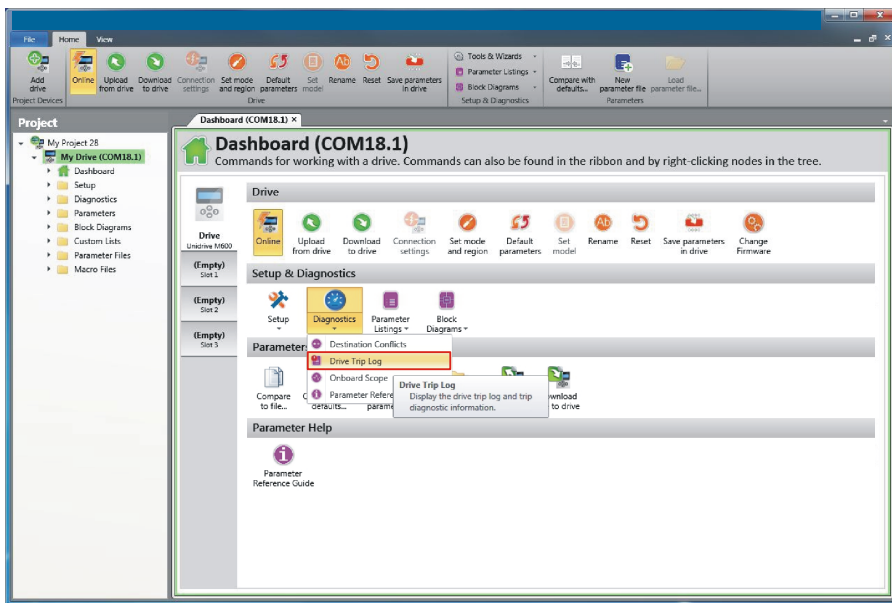 File Home View
Add drive
Online
Upload from drive
Download to drive
Connection settings
Set mode and region
Default parameters
Set model
Rename
Reset
Save parameters in drive
Tools & Wizards
Parameter Listings
Block Diagrams
Compare with defaults...
New parameter file
Load parameter file...
Project Devices
Drive
Setup & Diagnostics
Parameters
Project
My Project 28
My Drive (COM18.1)
Dashboard
Setup
Diagnostics
Parameters
Block Diagrams
Custom Lists
Parameter Files
Macro Files
Dashboard (COM18.1) ×
Dashboard (COM18.1)
Commands for working with a drive. Commands can also be found in the ribbon and by right-clicking nodes in the tree.
Drive
Unidrive M600
(Empty)
Slot 1
(Empty)
Slot 2
(Empty)
Slot 3
Drive
Online
Upload from drive
Download to drive
Connection settings
Set mode and region
Default parameters
Set model
Rename
Reset
Save parameters in drive
Change Firmware
Setup & Diagnostics
Setup
Diagnostics
Parameter Listings
Block Diagrams
Destination Conflicts
Drive Trip Log
Onboard Scope
Parameter Refere
Drive Trip Log
Display the drive trip log and trip
diagnostic information.
Parameter
Compare to file...
defaults...
parame
wnload
to drive
Parameter Help
Parameter
Reference Guide